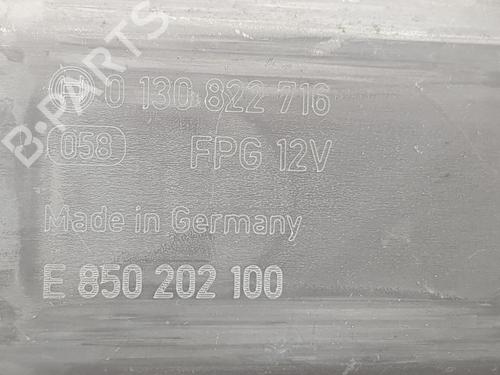 0 130 822 716
058 FPG 12V
Made in Germany
E 850 202 100
B-PARTS